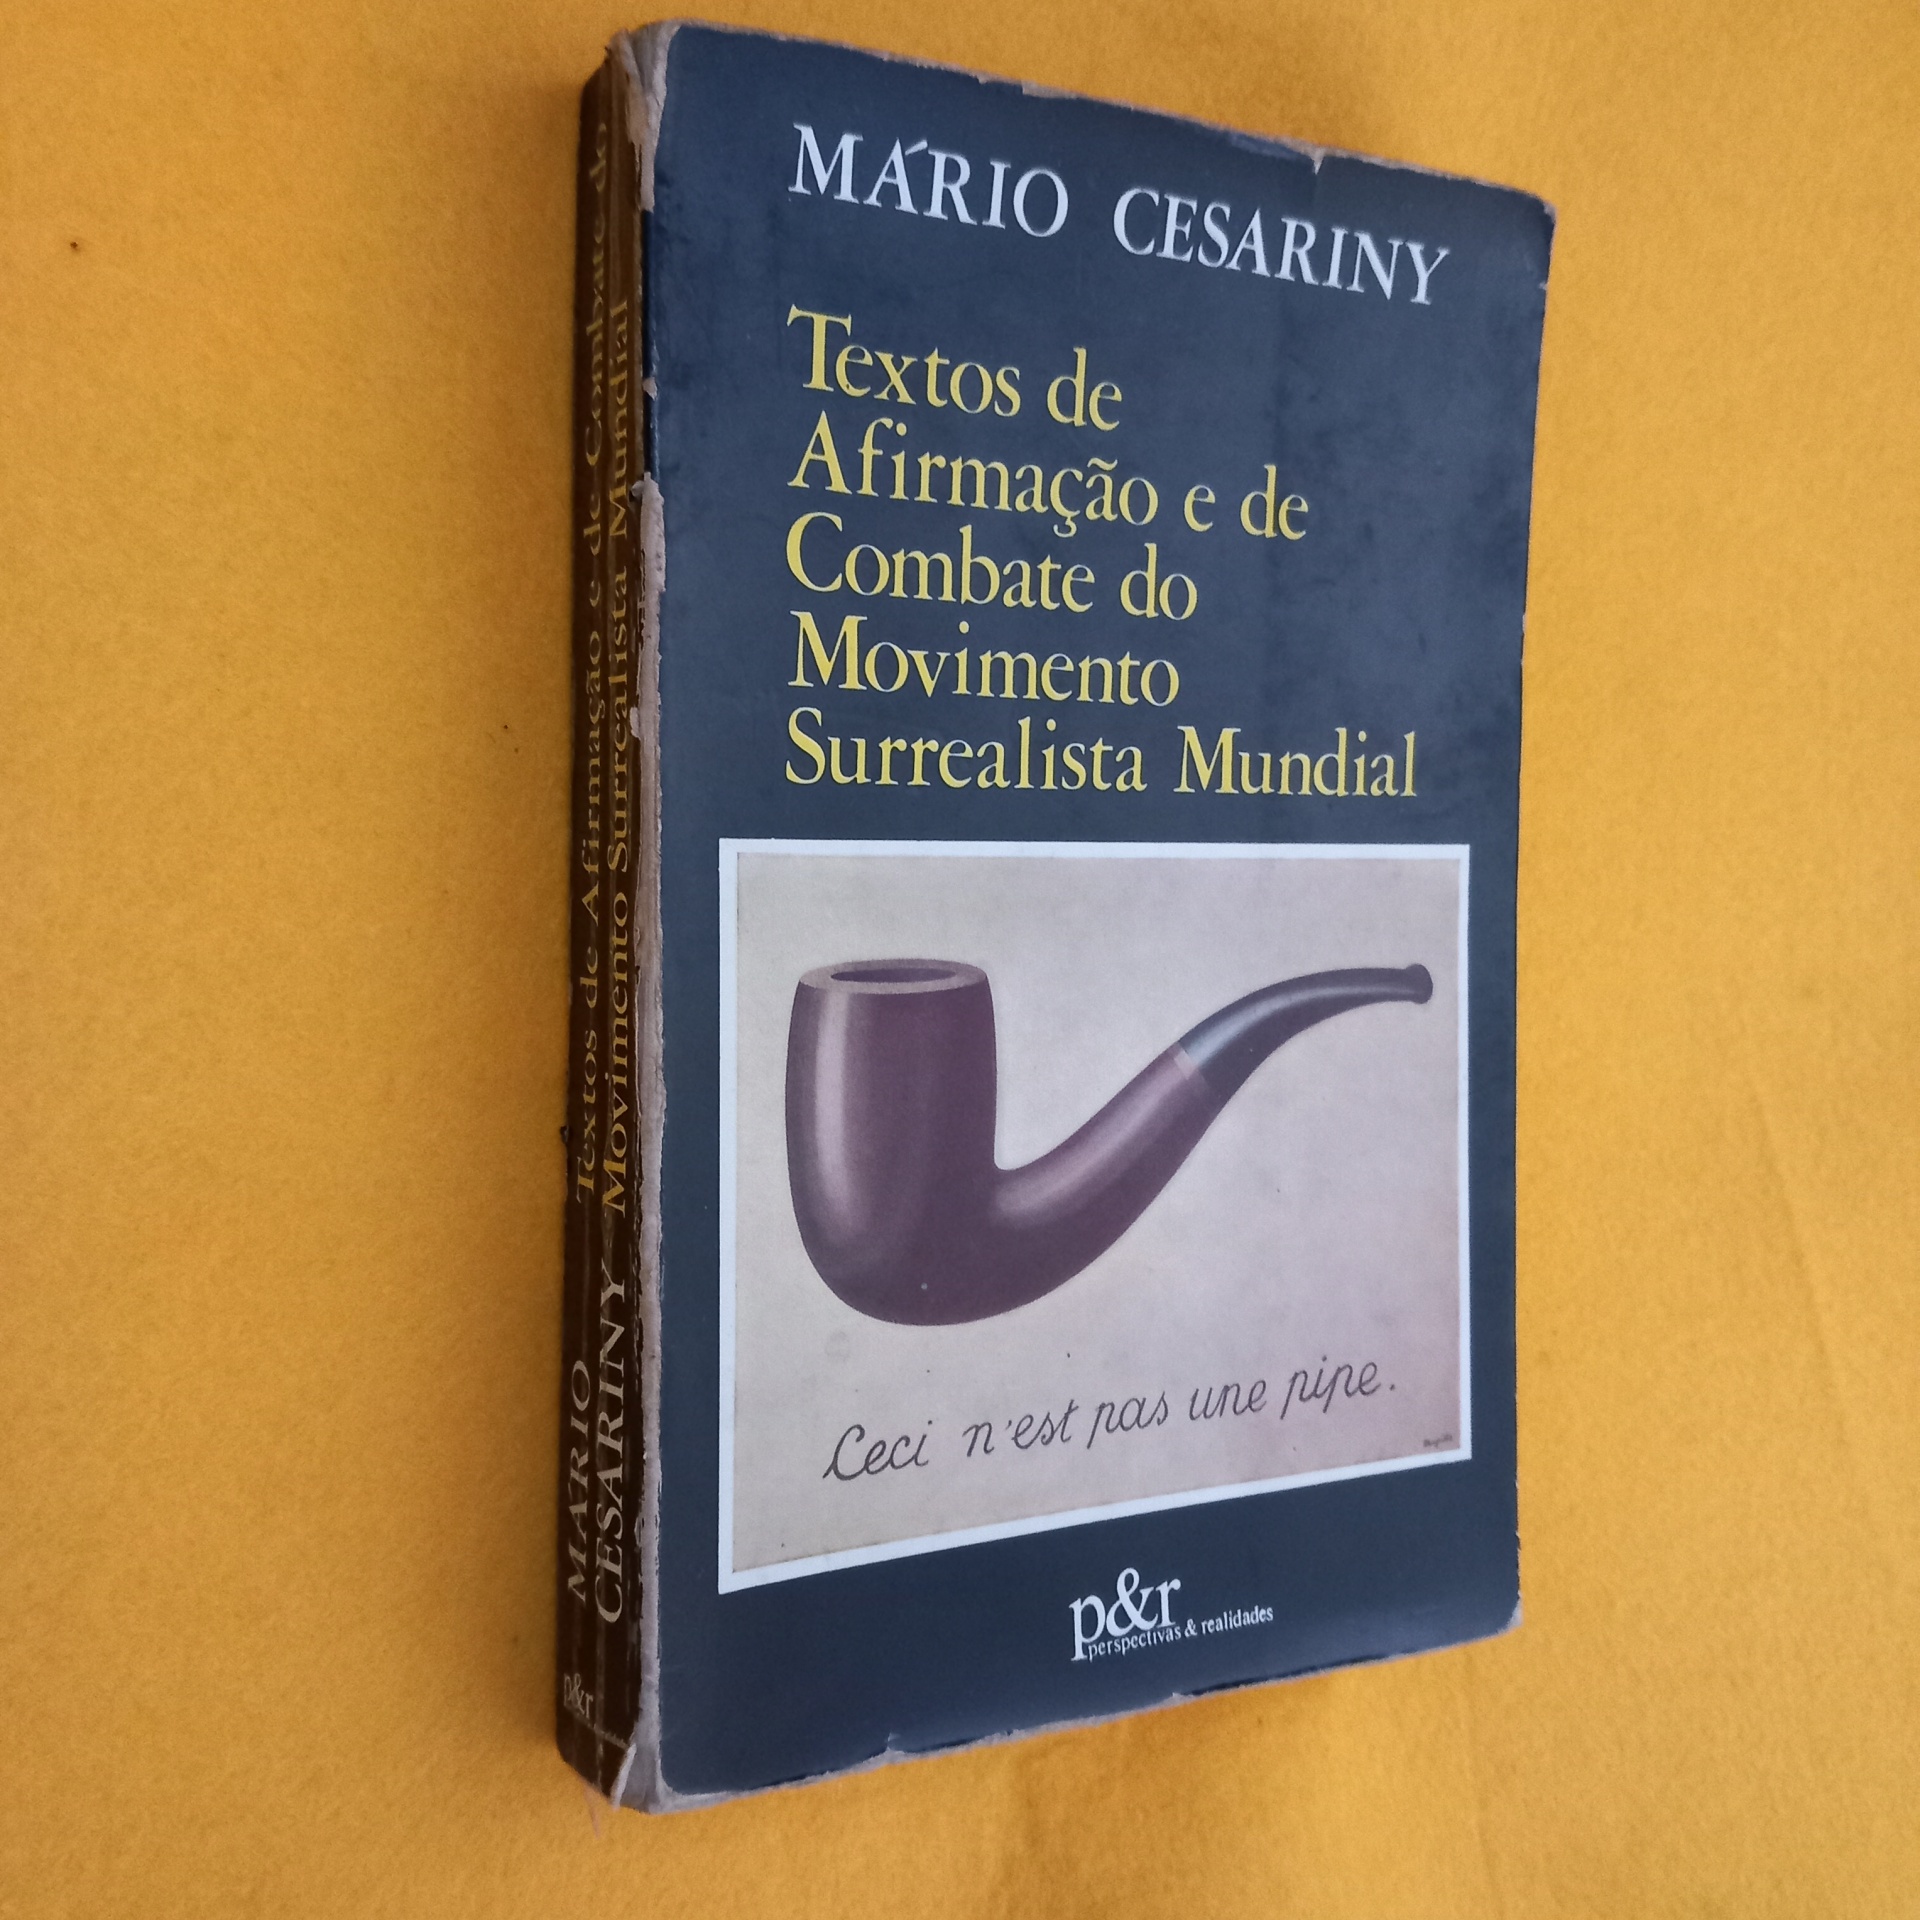 MÁRIO CESARINY
Textos de
Afirmação e de
Combate do
Movimento
Surrealista Mundial
Ceci n'est pas une pipe.
p&r
perspectivas & realidades
MÁRIO
CESARINY
Textos de Afirmação e de Combate do
Movimento Surrealista Mundial
p&r